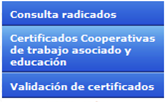 Consulta radicados
Certificados Cooperativas
de trabajo asociado y
educación
Validación de certificados